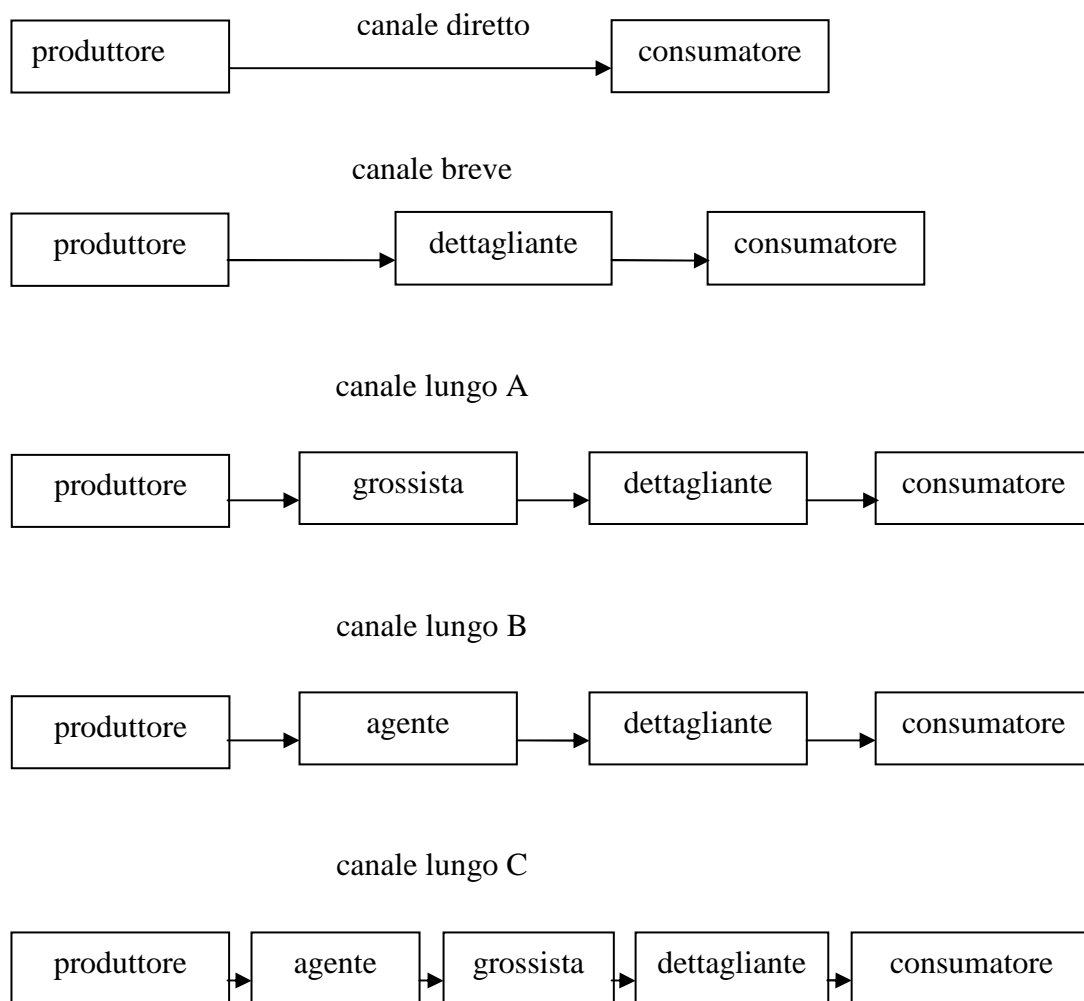 canale diretto
produttore consumatore
canale breve
produttore dettagliante consumatore
canale lungo A
produttore grossista dettagliante consumatore
canale lungo B
produttore agente dettagliante consumatore
canale lungo C
produttore agente grossista dettagliante consumatore